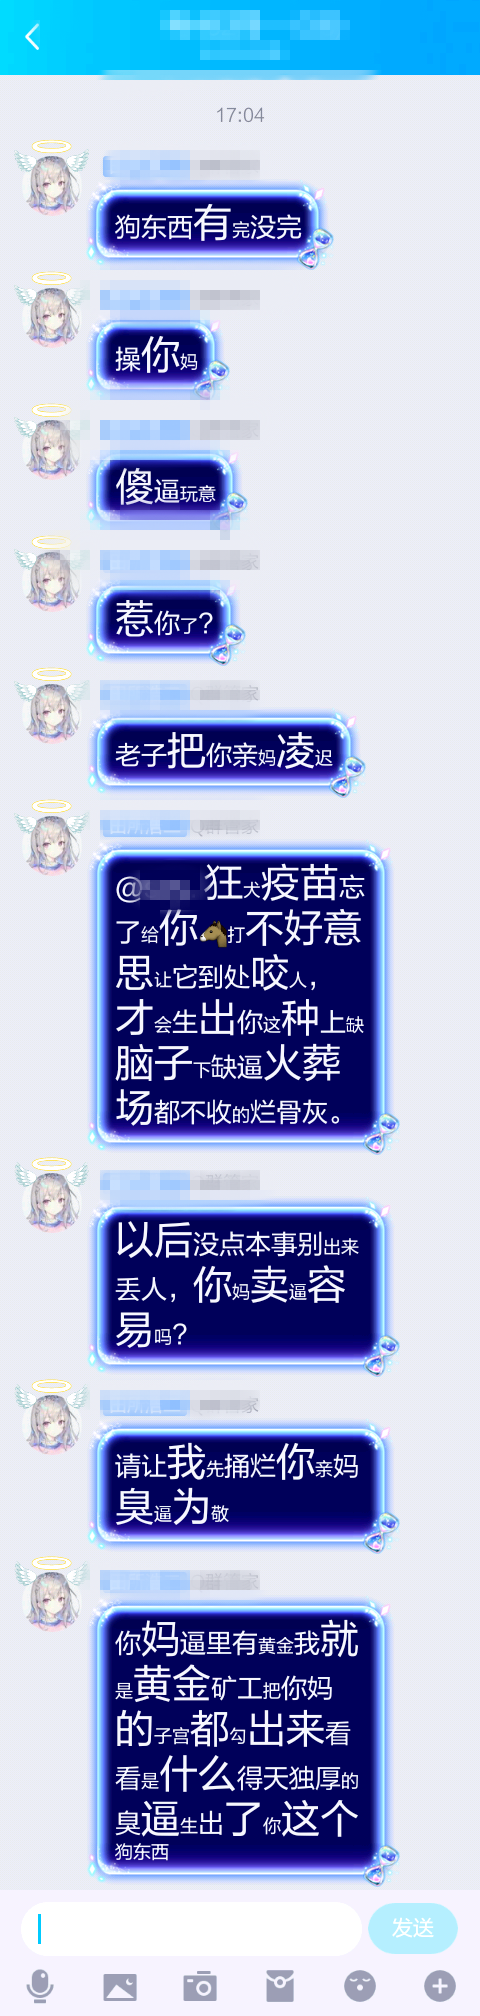 17:04
狗东西有完没完
操你妈
傻逼玩意
惹你了?
老子把你亲妈凌迟
@ 狂犬疫苗忘
了给你🐴打不好意
思让它到处咬人，
才会生出你这种上缺
脑子下缺逼火葬
场都不收的烂骨灰。
以后没点本事别出来
丢人，你妈卖逼容
易吗?
请让我先捅烂你亲妈
臭逼为敬
你妈逼里有黄金我就
是黄金矿工把你妈
的子宫都勾出来看
看是什么得天独厚的
臭逼生出了你这个
狗东西
发送